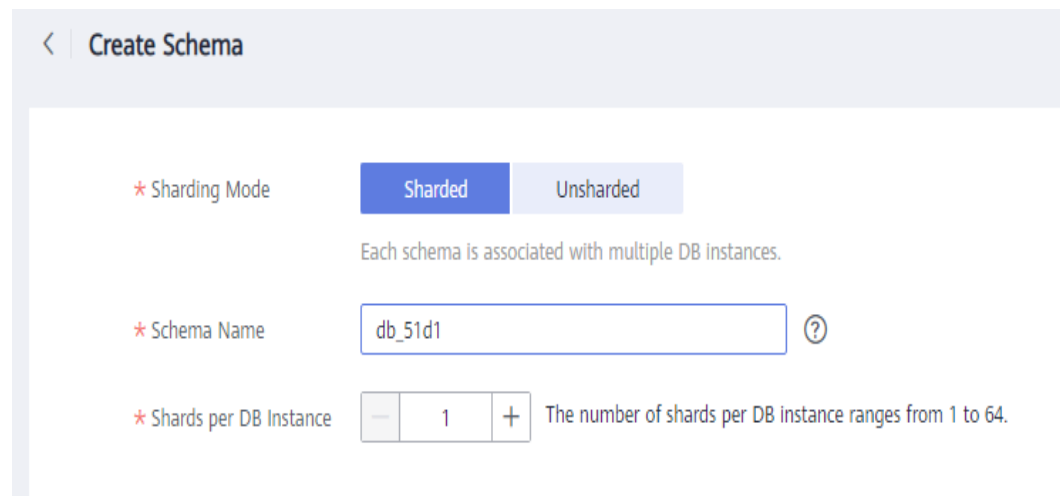 Create Schema
* Sharding Mode Sharded Unsharded
Each schema is associated with multiple DB instances.
* Schema Name db_51d1 ?
* Shards per DB Instance − 1 + The number of shards per DB instance ranges from 1 to 64.